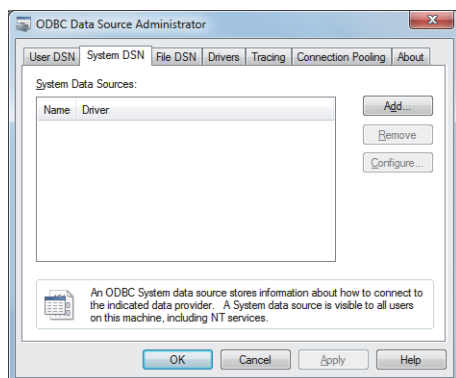 ODBC Data Source Administrator
User DSN System DSN File DSN Drivers Tracing Connection Pooling About
System Data Sources:
Name Driver
Add...
Remove
Configure...
An ODBC System data source stores information about how to connect to
the indicated data provider. A System data source is visible to all users
on this machine, including NT services.
OK Cancel Apply Help